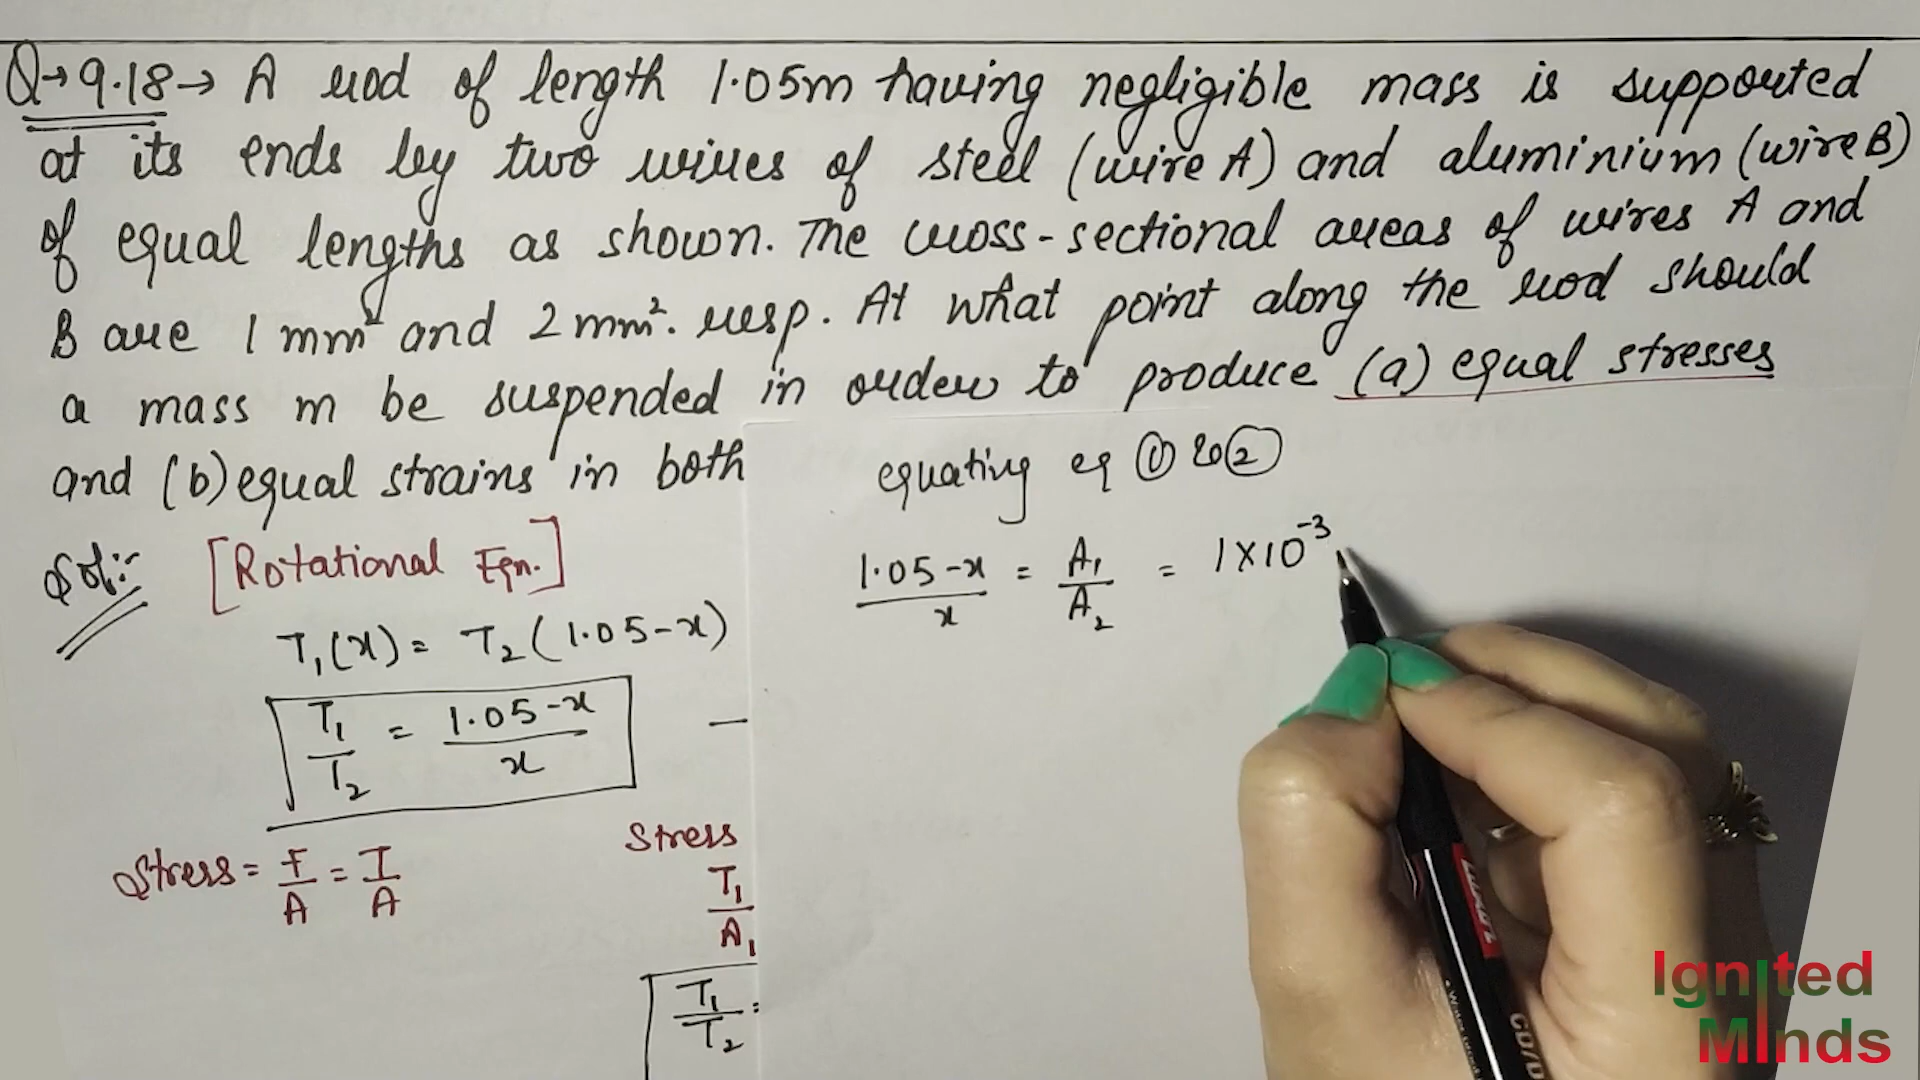 Q→9.18→ A rod of length 1.05m having negligible mass is supported
at its ends by two wires of steel (wire A) and aluminium (wire B)
of equal lengths as shown. The cross-sectional areas of wires A and
B are 1 mm² and 2mm². resp. At what point along the rod should
a mass m be suspended in order to produce (a) equal stresses
and (b) equal strains in both
Sol:-
[Rotational Eqn.]
T₁(x) = T₂(1.05-x)
T₁/T₂ = 1.05-x/x
Stress = F/A = T/A
Stress
T₁/A₁
T₁/T₂ =
equating eq ① & ②
1.05-x/x = A₁/A₂ = 1×10⁻³
Ignited
Minds